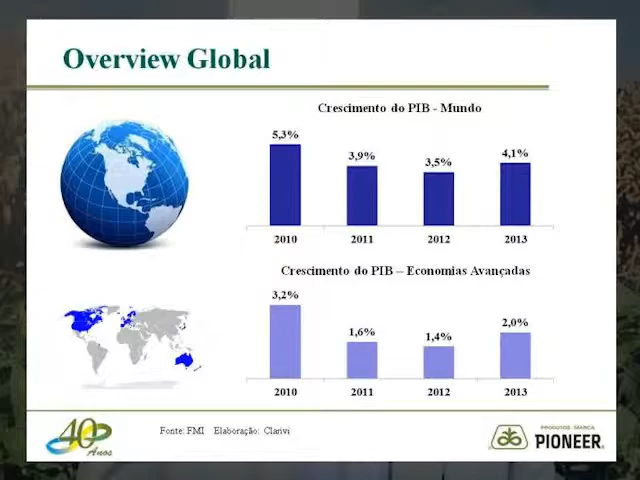 Overview Global
Crescimento do PIB - Mundo
5,3%
3,9%
3,5%
4,1%
2010
2011
2012
2013
Crescimento do PIB – Economias Avançadas
3,2%
1,6%
1,4%
2,0%
2010
2011
2012
2013
40
Anos
Fonte: FMI Elaboração: Clarivi
PRODUTOS MARCA
PIONEER